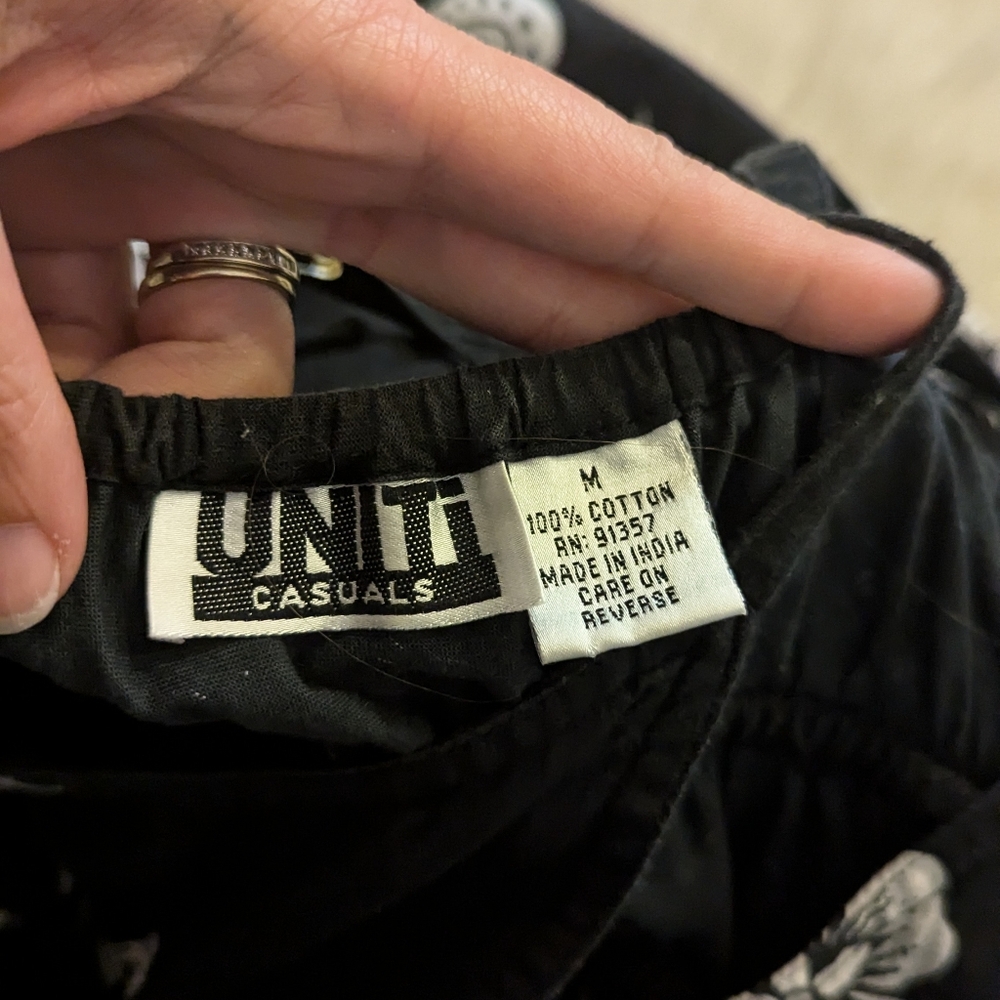 UNITi
CASUALS
M
100% COTTON
RN: 91357
MADE IN INDIA
CARE ON
REVERSE